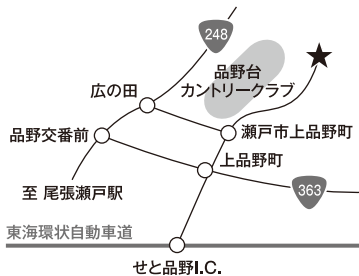 248
品野台
カントリークラブ
広の田
品野交番前
瀬戸市上品野町
上品野町
至 尾張瀬戸駅
363
東海環状自動車道
せと品野I.C.